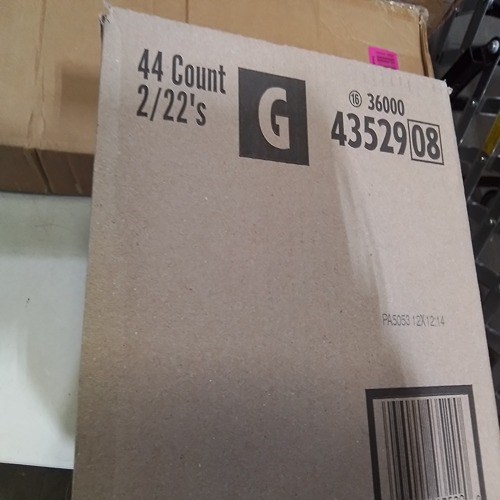 44 Count
2/22's
G
16 36000
43529 08
PA5053 12X12:14